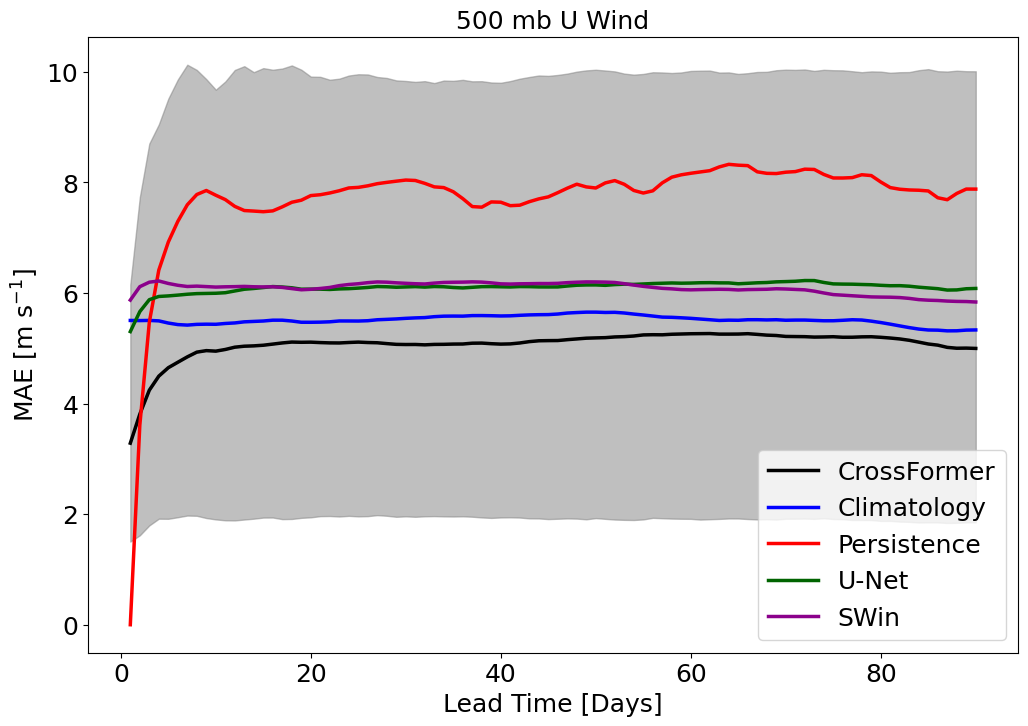 500 mb U Wind
MAE [m s⁻¹]
10
8
6
4
2
0
0 20 40 60 80
Lead Time [Days]
CrossFormer
Climatology
Persistence
U-Net
SWin